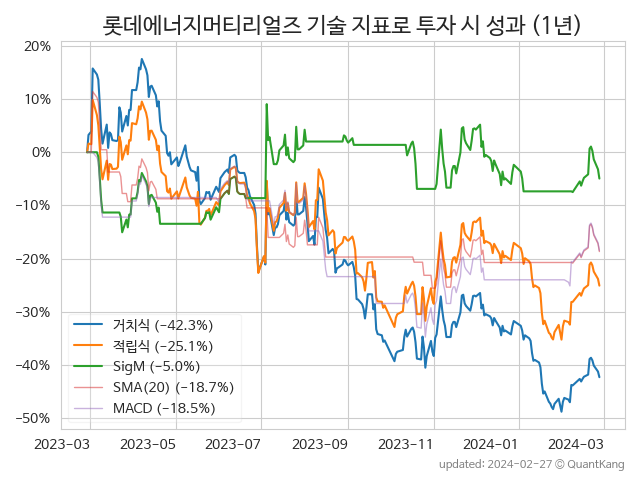 롯데에너지머티리얼즈 기술 지표로 투자 시 성과 (1년)
20%
10%
0%
−10%
−20%
−30%
−40%
−50%
거치식 (−42.3%)
적립식 (−25.1%)
SigM (−5.0%)
SMA(20) (−18.7%)
MACD (−18.5%)
2023−03
2023−05
2023−07
2023−09
2023−11
2024−01
2024−03
updated: 2024−02−27 © QuantKang